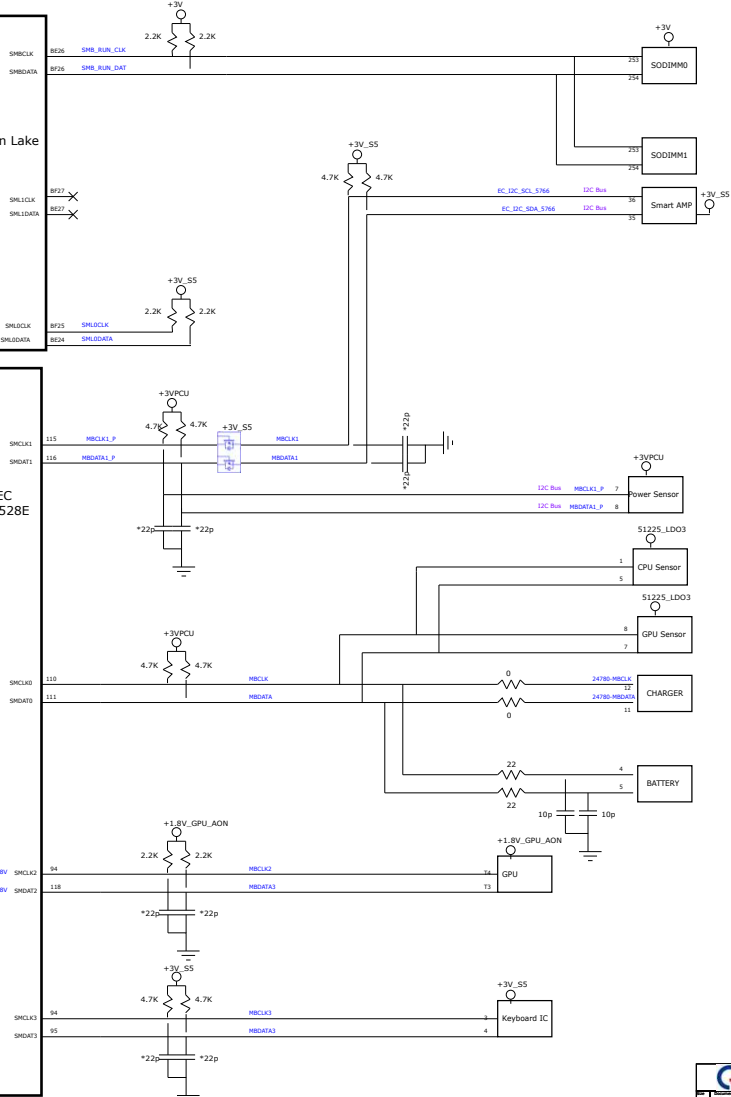 +3V
2.2K 2.2K
SMBCLK BE26 SMB_RUN_CLK
SMBDATA BF26 SMB_RUN_DAT
+3V
253
SODIMM0
254
n Lake
253
SODIMM1
254
+3V_S5
4.7K 4.7K
SML1CLK BF27
SML1DATA BE27
EC_I2C_SCL_5766 I2C Bus 36
Smart AMP
+3V_S5
EC_I2C_SDA_5766 I2C Bus 35
+3V_S5
2.2K 2.2K
SML0CLK BF25 SML0CLK
SML0DATA BE24 SML0DATA
+3VPCU
4.7K 4.7K
+3V_S5
*22p
SMCLK1 115 MBCLK1_P MBCLK1
SMDAT1 116 MBDATA1_P MBDATA1
*22p
+3VPCU
EC
528E
I2C Bus MBCLK1_P 7
Power Sensor
I2C Bus MBDATA1_P 8
*22p *22p
51225_LDO3
1
CPU Sensor
5
51225_LDO3
8
GPU Sensor
7
+3VPCU
4.7K 4.7K
SMCLK0 110 MBCLK 0 24780-MBCLK
12
CHARGER
SMDAT0 111 MBDATA 0 24780-MBDATA
11
22 4
BATTERY
22 5
10p 10p
+1.8V_GPU_AON
2.2K 2.2K
+1.8V_GPU_AON
8V SMCLK2 94 MBCLK2 T4
GPU
8V SMDAT2 118 MBDATA3 T3
*22p *22p
+3V_S5
4.7K 4.7K
+3V_S5
SMCLK3 94 MBCLK3 3
Keyboard IC
SMDAT3 95 MBDATA3 4
*22p *22p